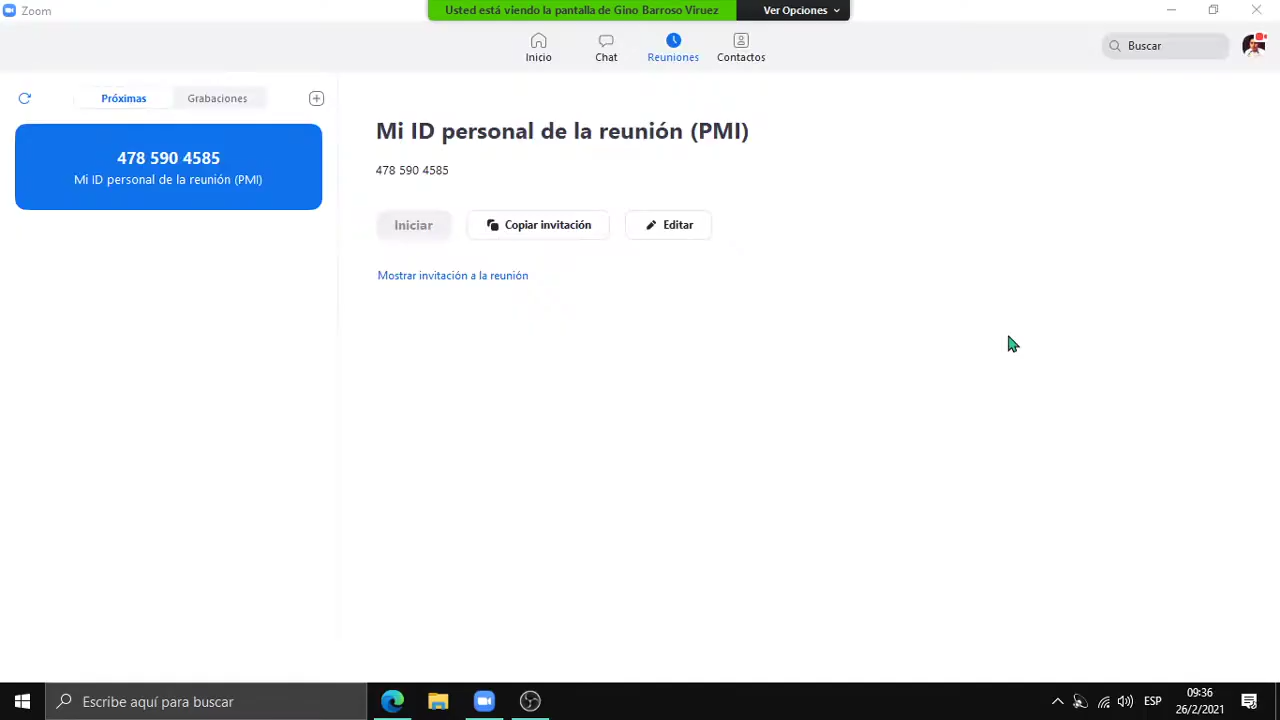 Zoom
Usted está viendo la pantalla de Gino Barroso Viruez
Ver Opciones
Inicio
Chat
Reuniones
Contactos
Buscar
Próximas
Grabaciones
478 590 4585
Mi ID personal de la reunión (PMI)
Mi ID personal de la reunión (PMI)
478 590 4585
Iniciar
Copiar invitación
Editar
Mostrar invitación a la reunión
Escribe aquí para buscar
ESP
09:36
26/2/2021